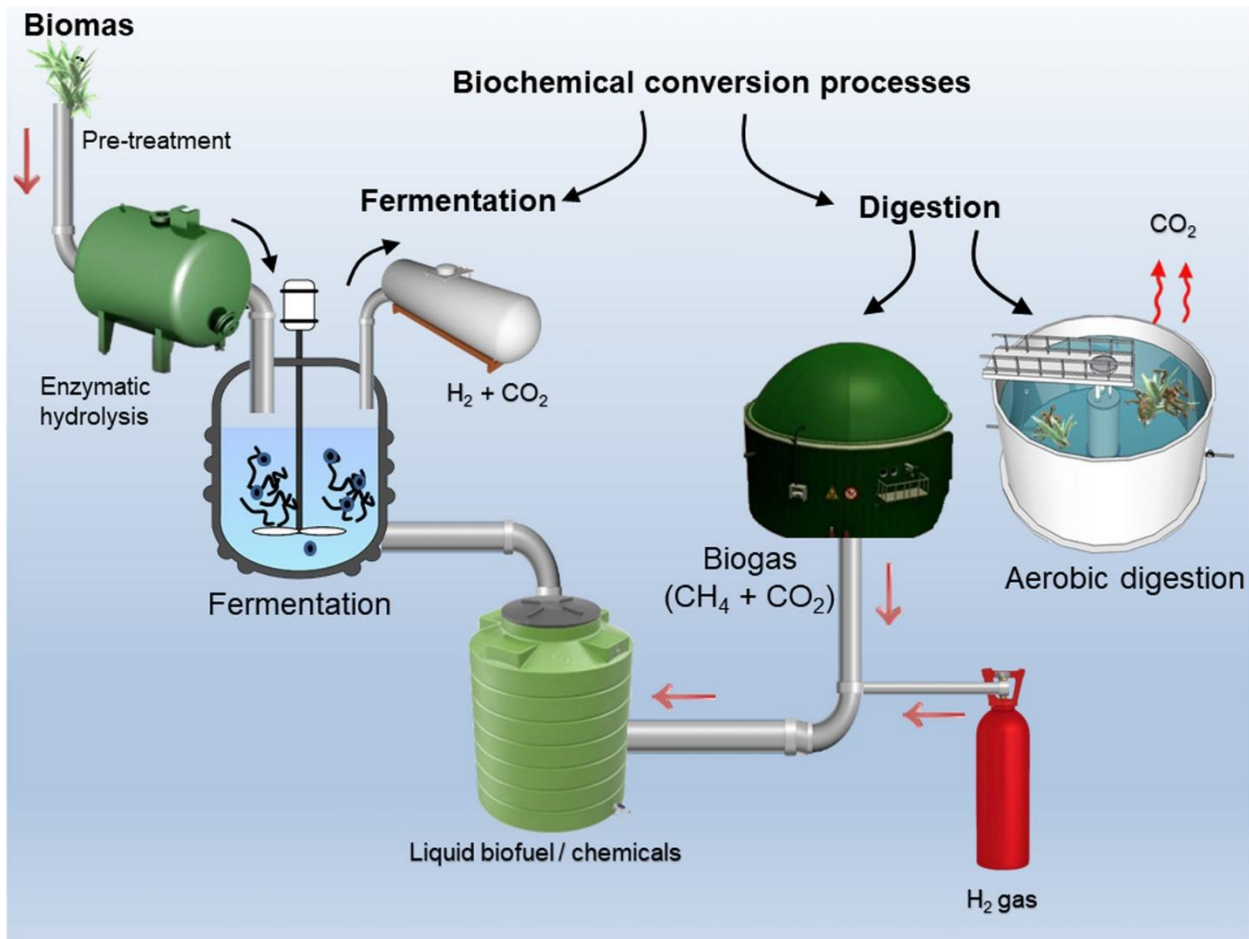 Biomas
Biochemical conversion processes
Pre-treatment
Fermentation
Digestion
CO₂
Enzymatic
hydrolysis
H₂ + CO₂
Fermentation
Biogas
(CH₄ + CO₂)
Aerobic digestion
Liquid biofuel / chemicals
H₂ gas